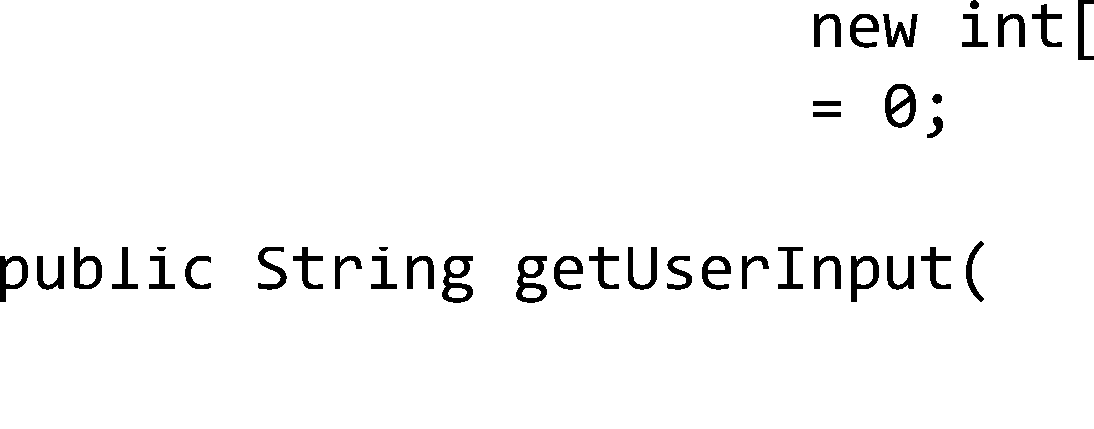 new int[
= 0;
public String getUserInput(